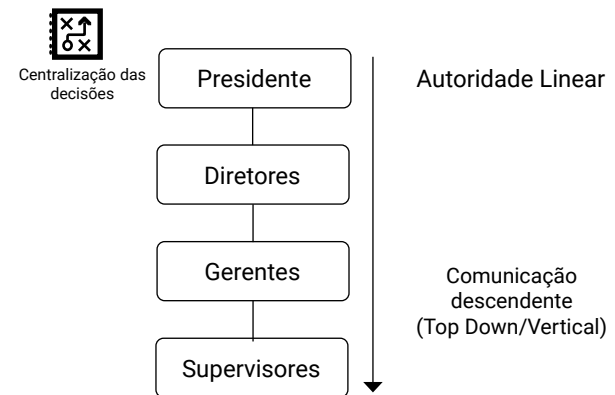 Centralização das
decisões
Presidente
Autoridade Linear
Diretores
Gerentes
Comunicação
descendente
(Top Down/Vertical)
Supervisores